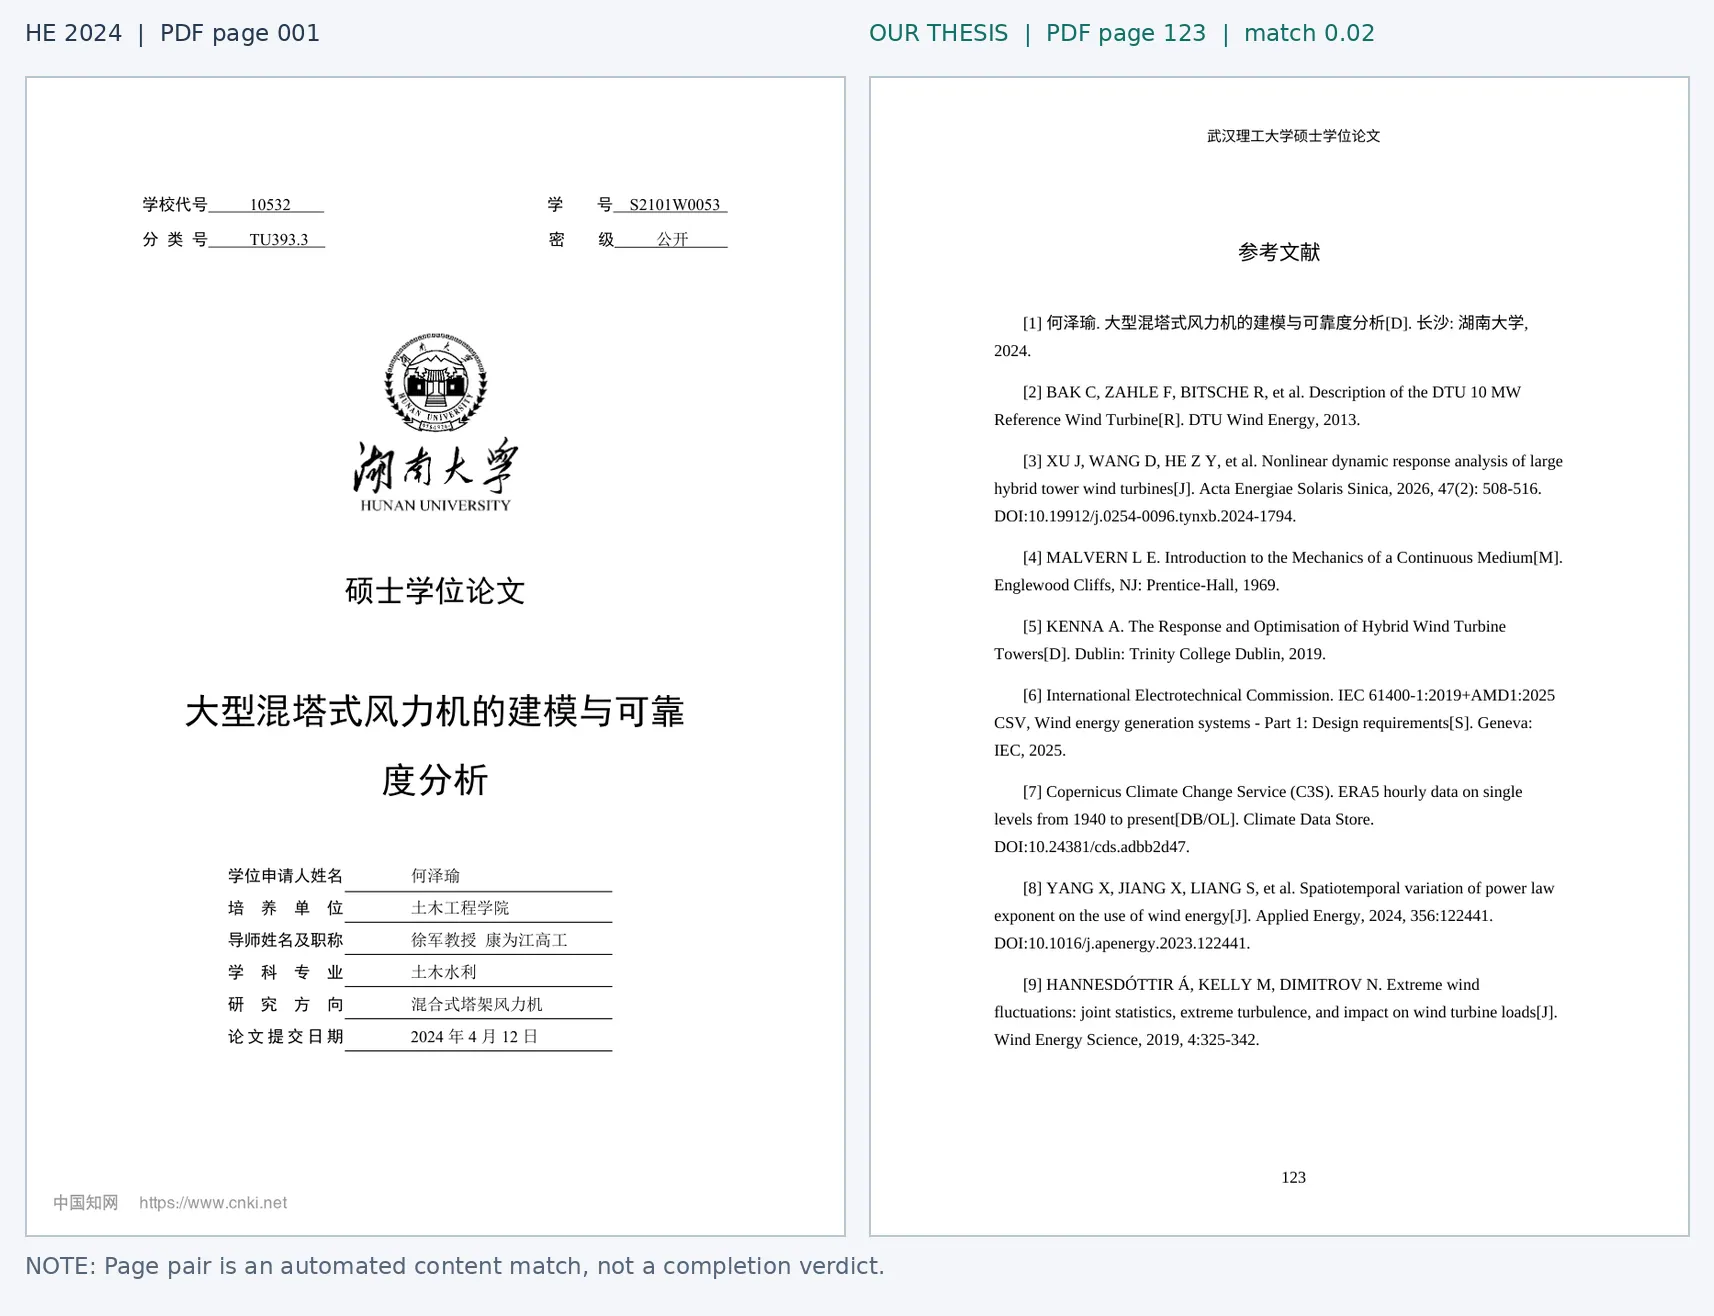 HE 2024 | PDF page 001
学校代号 10532 学 号 S2101W0053
分 类 号 TU393.3 密 级 公开
HUNAN UNIVERSITY
湖南大学
HUNAN UNIVERSITY
硕士学位论文
大型混塔式风力机的建模与可靠
度分析
学位申请人姓名 何泽瑜
培 养 单 位 土木工程学院
导师姓名及职称 徐军教授 康为江高工
学 科 专 业 土木水利
研 究 方 向 混合式塔架风力机
论文提交日期 2024 年 4 月 12 日
中国知网 https://www.cnki.net
OUR THESIS | PDF page 123 | match 0.02
武汉理工大学硕士学位论文
参考文献
[1] 何泽瑜. 大型混塔式风力机的建模与可靠度分析[D]. 长沙: 湖南大学,
2024.
[2] BAK C, ZAHLE F, BITSCHE R, et al. Description of the DTU 10 MW
Reference Wind Turbine[R]. DTU Wind Energy, 2013.
[3] XU J, WANG D, HE Z Y, et al. Nonlinear dynamic response analysis of large
hybrid tower wind turbines[J]. Acta Energiae Solaris Sinica, 2026, 47(2): 508-516.
DOI:10.19912/j.0254-0096.tynxb.2024-1794.
[4] MALVERN L E. Introduction to the Mechanics of a Continuous Medium[M].
Englewood Cliffs, NJ: Prentice-Hall, 1969.
[5] KENNA A. The Response and Optimisation of Hybrid Wind Turbine
Towers[D]. Dublin: Trinity College Dublin, 2019.
[6] International Electrotechnical Commission. IEC 61400-1:2019+AMD1:2025
CSV, Wind energy generation systems - Part 1: Design requirements[S]. Geneva:
IEC, 2025.
[7] Copernicus Climate Change Service (C3S). ERA5 hourly data on single
levels from 1940 to present[DB/OL]. Climate Data Store.
DOI:10.24381/cds.adbb2d47.
[8] YANG X, JIANG X, LIANG S, et al. Spatiotemporal variation of power law
exponent on the use of wind energy[J]. Applied Energy, 2024, 356:122441.
DOI:10.1016/j.apenergy.2023.122441.
[9] HANNESDÓTTIR Á, KELLY M, DIMITROV N. Extreme wind
fluctuations: joint statistics, extreme turbulence, and impact on wind turbine loads[J].
Wind Energy Science, 2019, 4:325-342.
123
NOTE: Page pair is an automated content match, not a completion verdict.